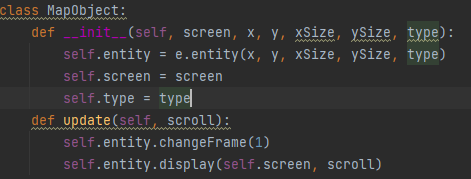 class MapObject:
    def __init__(self, screen, x, y, xSize, ySize, type):
        self.entity = e.entity(x, y, xSize, ySize, type)
        self.screen = screen
        self.type = type
    def update(self, scroll):
        self.entity.changeFrame(1)
        self.entity.display(self.screen, scroll)